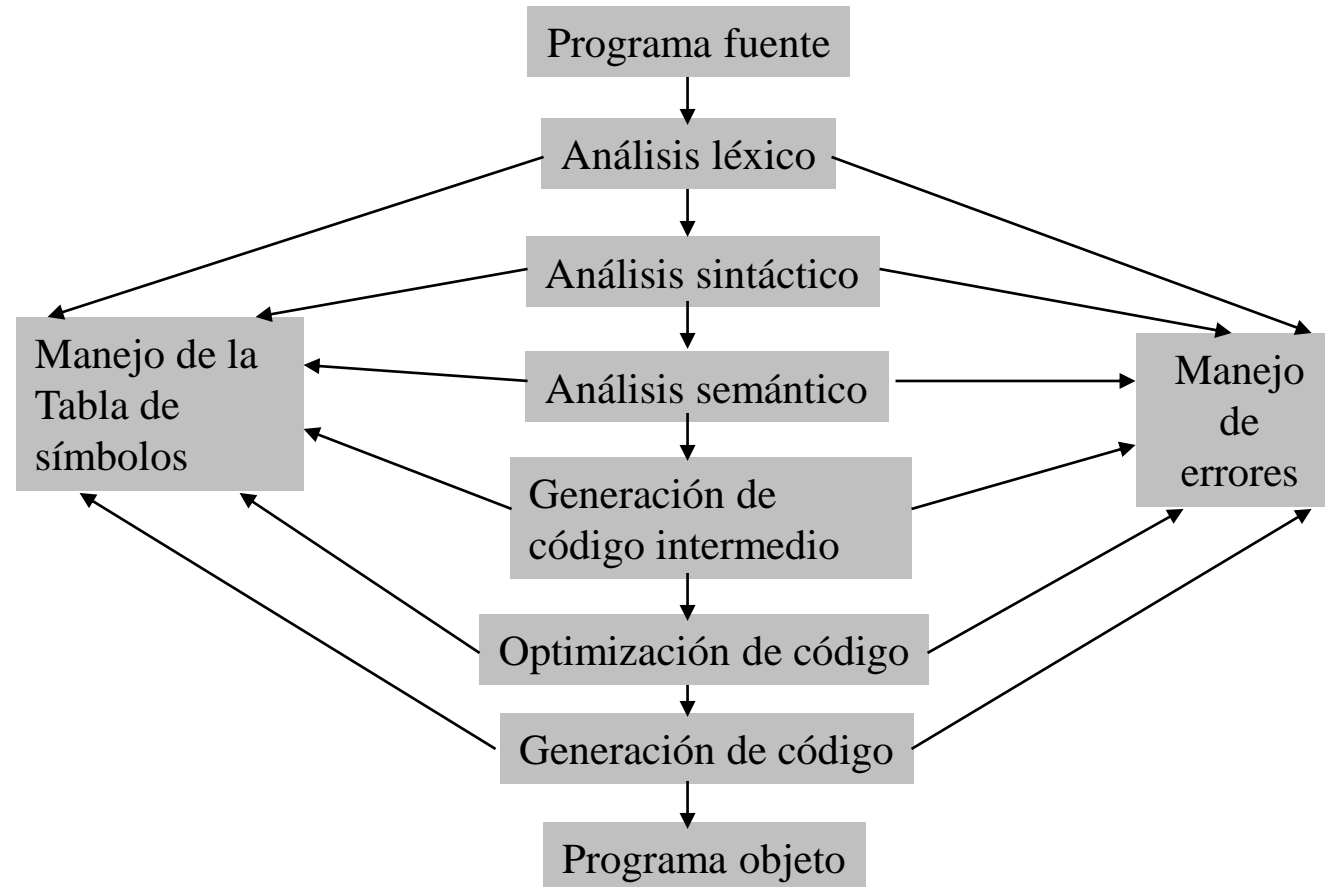 Programa fuente
Análisis léxico
Análisis sintáctico
Manejo de la
Tabla de
símbolos
Análisis semántico
Manejo
de
errores
Generación de
código intermedio
Optimización de código
Generación de código
Programa objeto